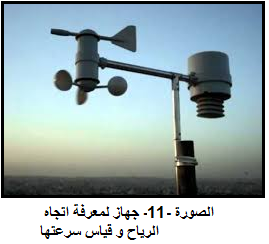 الصورة -11- جهاز لمعرفة اتجاه
الرياح و قياس سرعتها